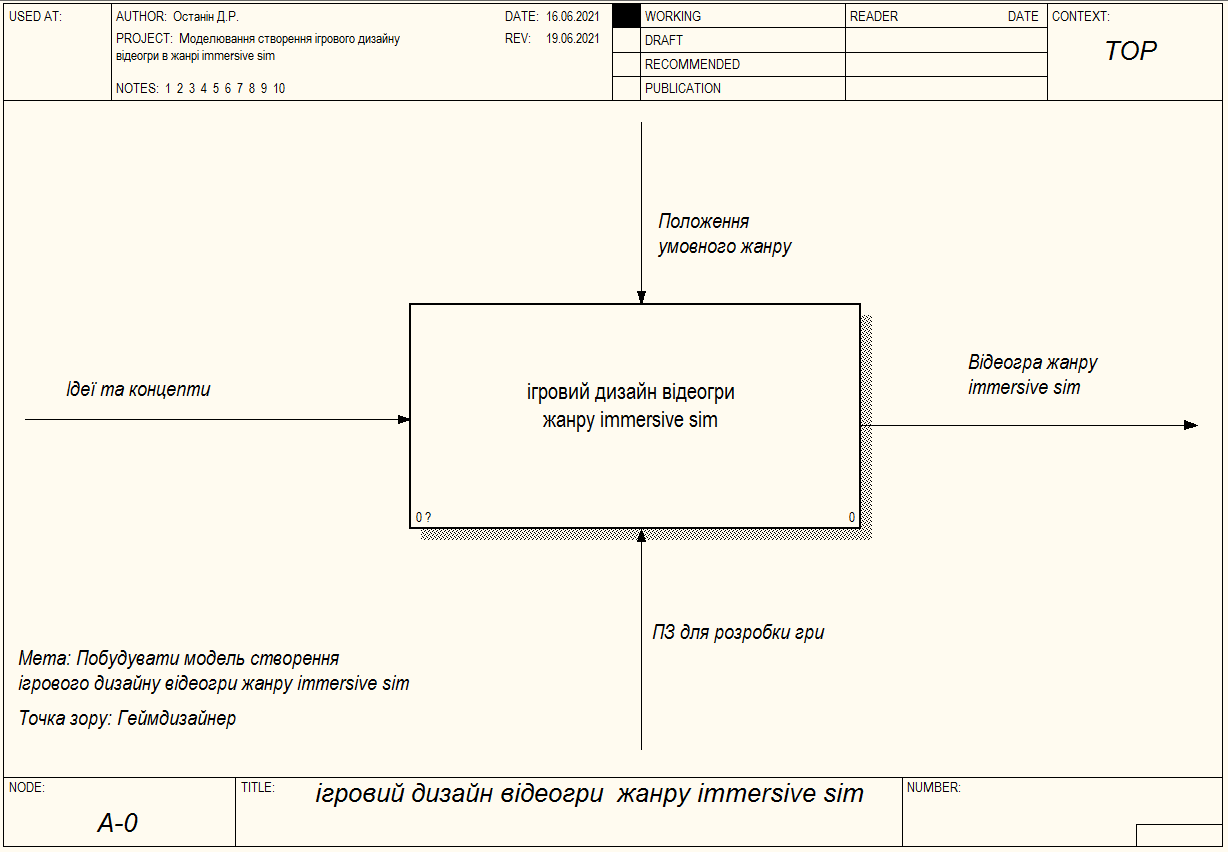 USED AT:
AUTHOR: Останін Д.Р.
DATE: 16.06.2021
PROJECT: Моделювання створення ігрового дизайну
відеогри в жанрі immersive sim
REV: 19.06.2021
NOTES: 1 2 3 4 5 6 7 8 9 10
WORKING
DRAFT
RECOMMENDED
PUBLICATION
READER
DATE
CONTEXT:
TOP
Положення
умовного жанру
Ідеї та концепти
ігровий дизайн відеогри
жанру immersive sim
0 ?
0
Відеогра жанру
immersive sim
ПЗ для розробки гри
Мета: Побудувати модель створення
ігрового дизайну відеогри жанру immersive sim
Точка зору: Геймдизайнер
NODE:
A-0
TITLE:
ігровий дизайн відеогри жанру immersive sim
NUMBER: